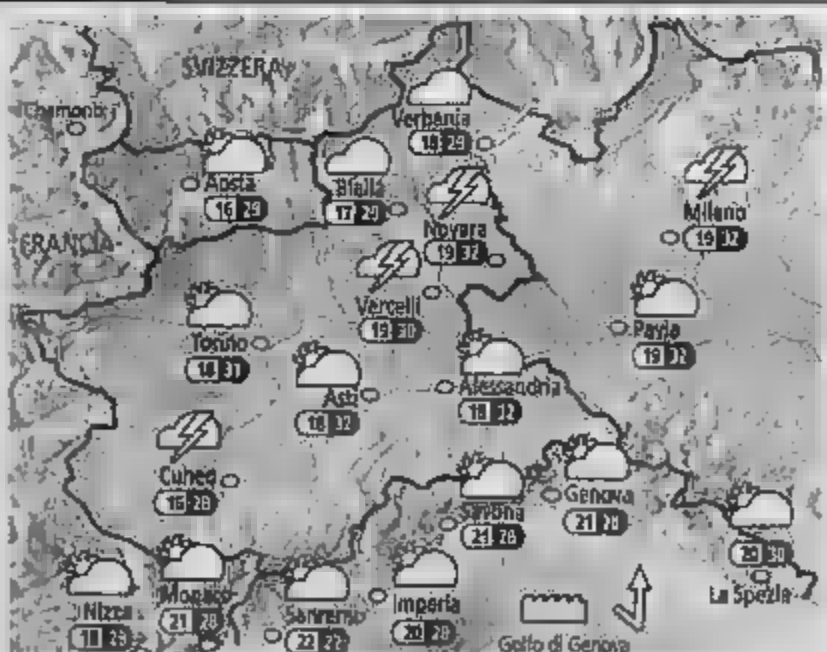 SVIZZERA
Chamonix
Verbania
18 29
Aosta
16 29
Biella
17 29
Milano
19 32
Novara
19 32
FRANCIA
Vercelli
19 30
Torino
18 31
Pavia
19 32
Asti
18 32
Alessandria
18 32
Cuneo
16 28
Savona
21 28
Genova
21 28
20 30
La Spezia
Nizza
Monaco
21 28
Sanremo
Imperia
20 28
Golfo di Genova